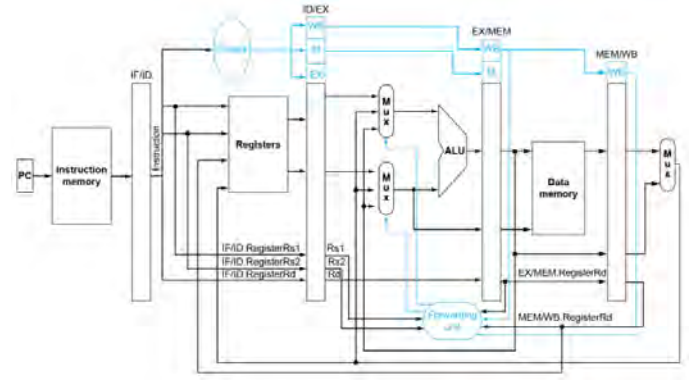 ID/EX
WB
EX/MEM
Control
M
WB
MEM/WB
IF/ID
EX
M
WB
Mux
Instruction
Registers
ALU
Mux
PC
Instruction
memory
Mux
Data
memory
IF/ID.RegisterRs1
Rs1
IF/ID.RegisterRs2
Rs2
IF/ID.RegisterRd
Rd
EX/MEM.RegisterRd
Forwarding
unit
MEM/WB.RegisterRd